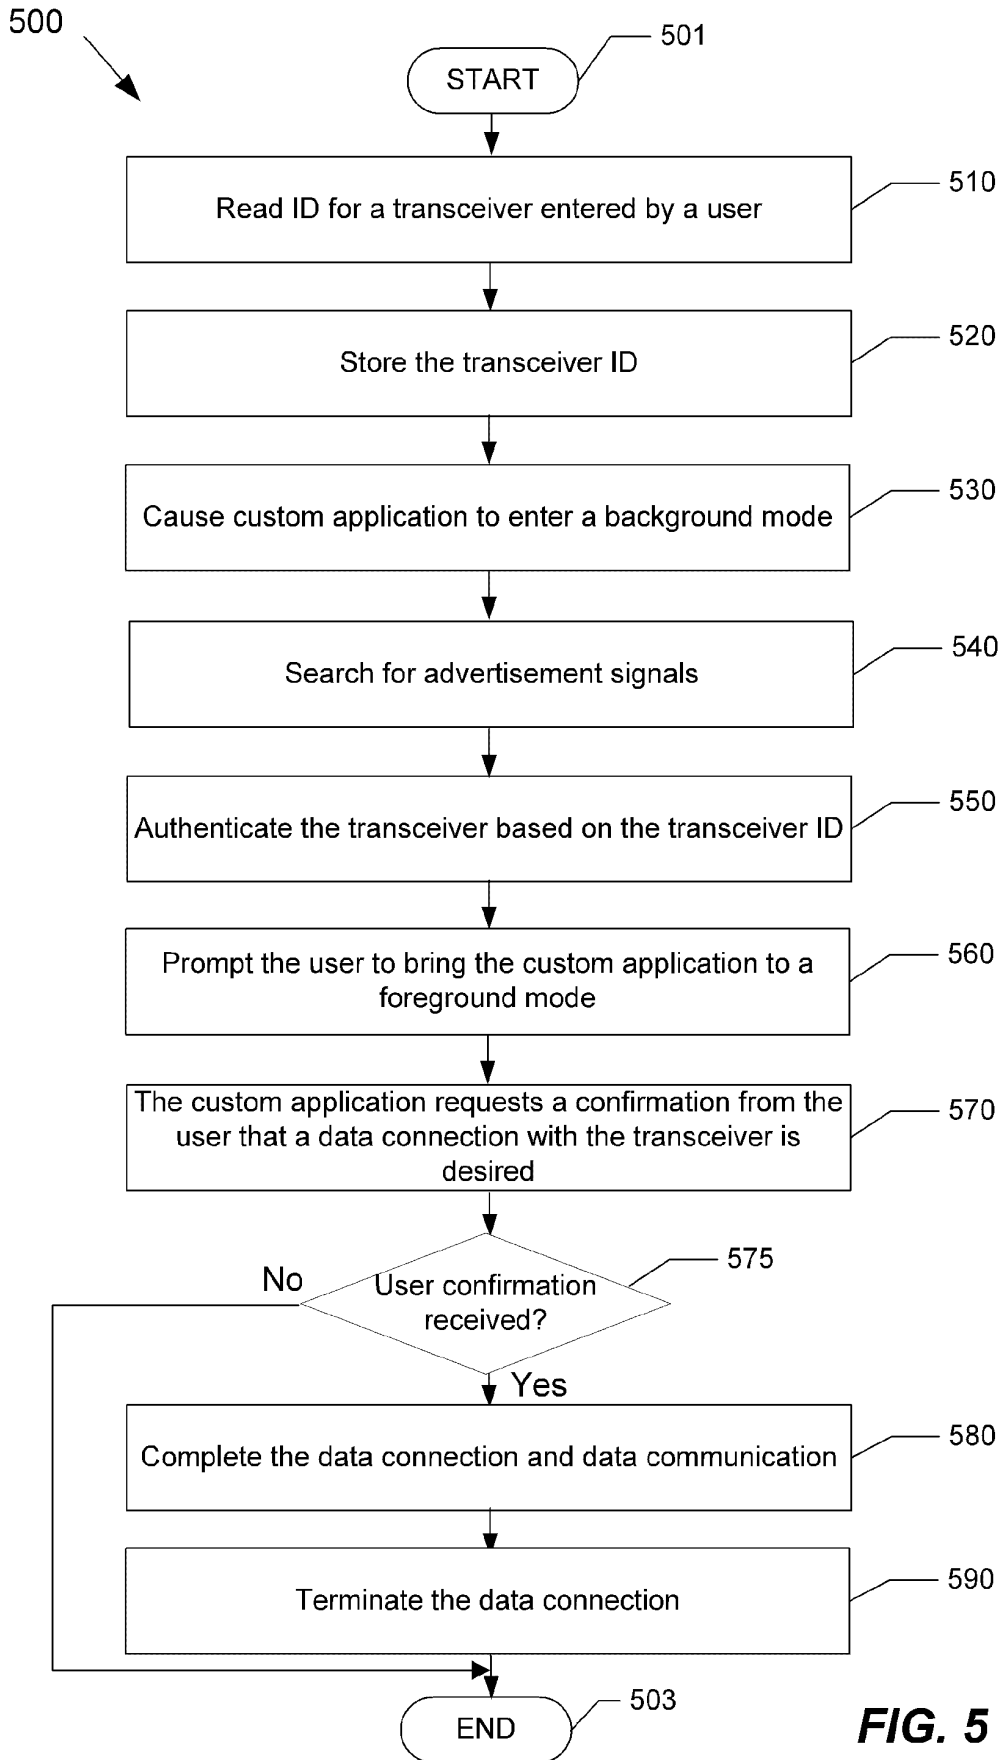 500
START
501
Read ID for a transceiver entered by a user
510
Store the transceiver ID
520
Cause custom application to enter a background mode
530
Search for advertisement signals
540
Authenticate the transceiver based on the transceiver ID
550
Prompt the user to bring the custom application to a
foreground mode
560
The custom application requests a confirmation from the
user that a data connection with the transceiver is
desired
570
No
User confirmation
received?
575
Yes
Complete the data connection and data communication
580
Terminate the data connection
590
END
503
FIG. 5